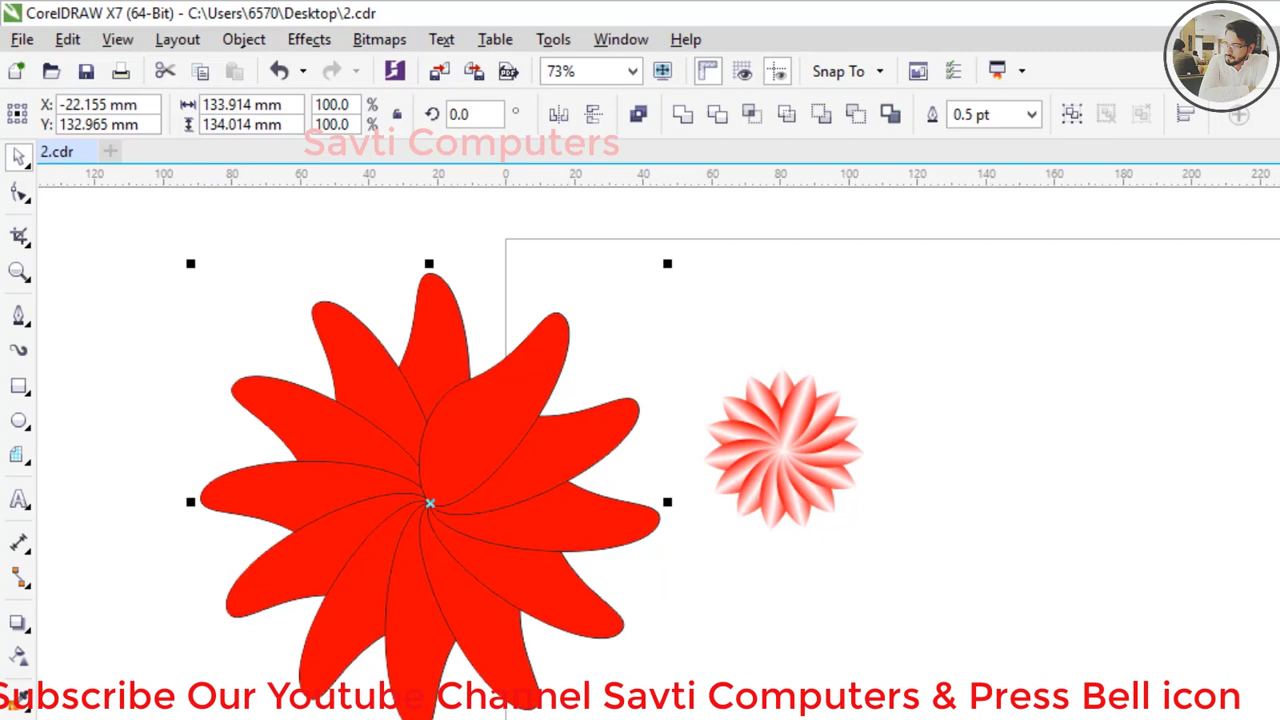 CorelDRAW X7 (64-Bit) - C:\Users\6570\Desktop\2.cdr
File Edit View Layout Object Effects Bitmaps Text Table Tools Window Help
73% Snap To
X: -22.155 mm 133.914 mm 100.0 % 0.0 ° 0.5 pt
Y: 132.965 mm 134.014 mm 100.0 %
Savti Computers
2.cdr
120 100 80 60 40 20 0 20 40 60 80 100 120 140 160 180 200 220
Subscribe Our Youtube Channel Savti Computers & Press Bell icon